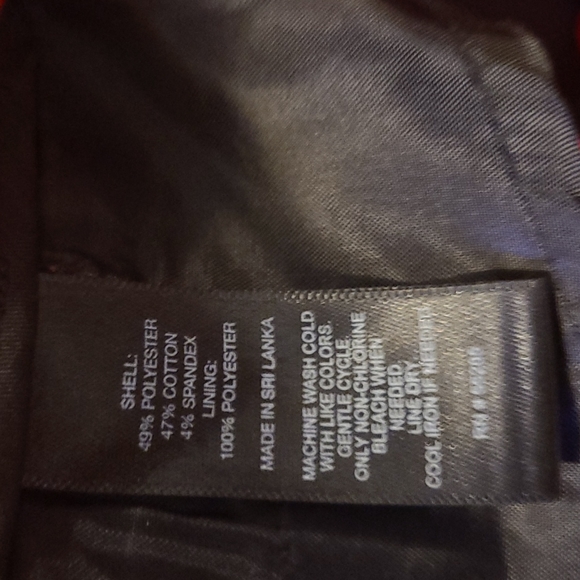 SHELL:
49% POLYESTER
47% COTTON
4% SPANDEX
LINING:
100% POLYESTER
MADE IN SRI LANKA
MACHINE WASH COLD
WITH LIKE COLORS.
GENTLE CYCLE.
ONLY NON-CHLORINE
BLEACH WHEN
NEEDED.
LINE DRY.
COOL IRON IF NEEDED.
RN #